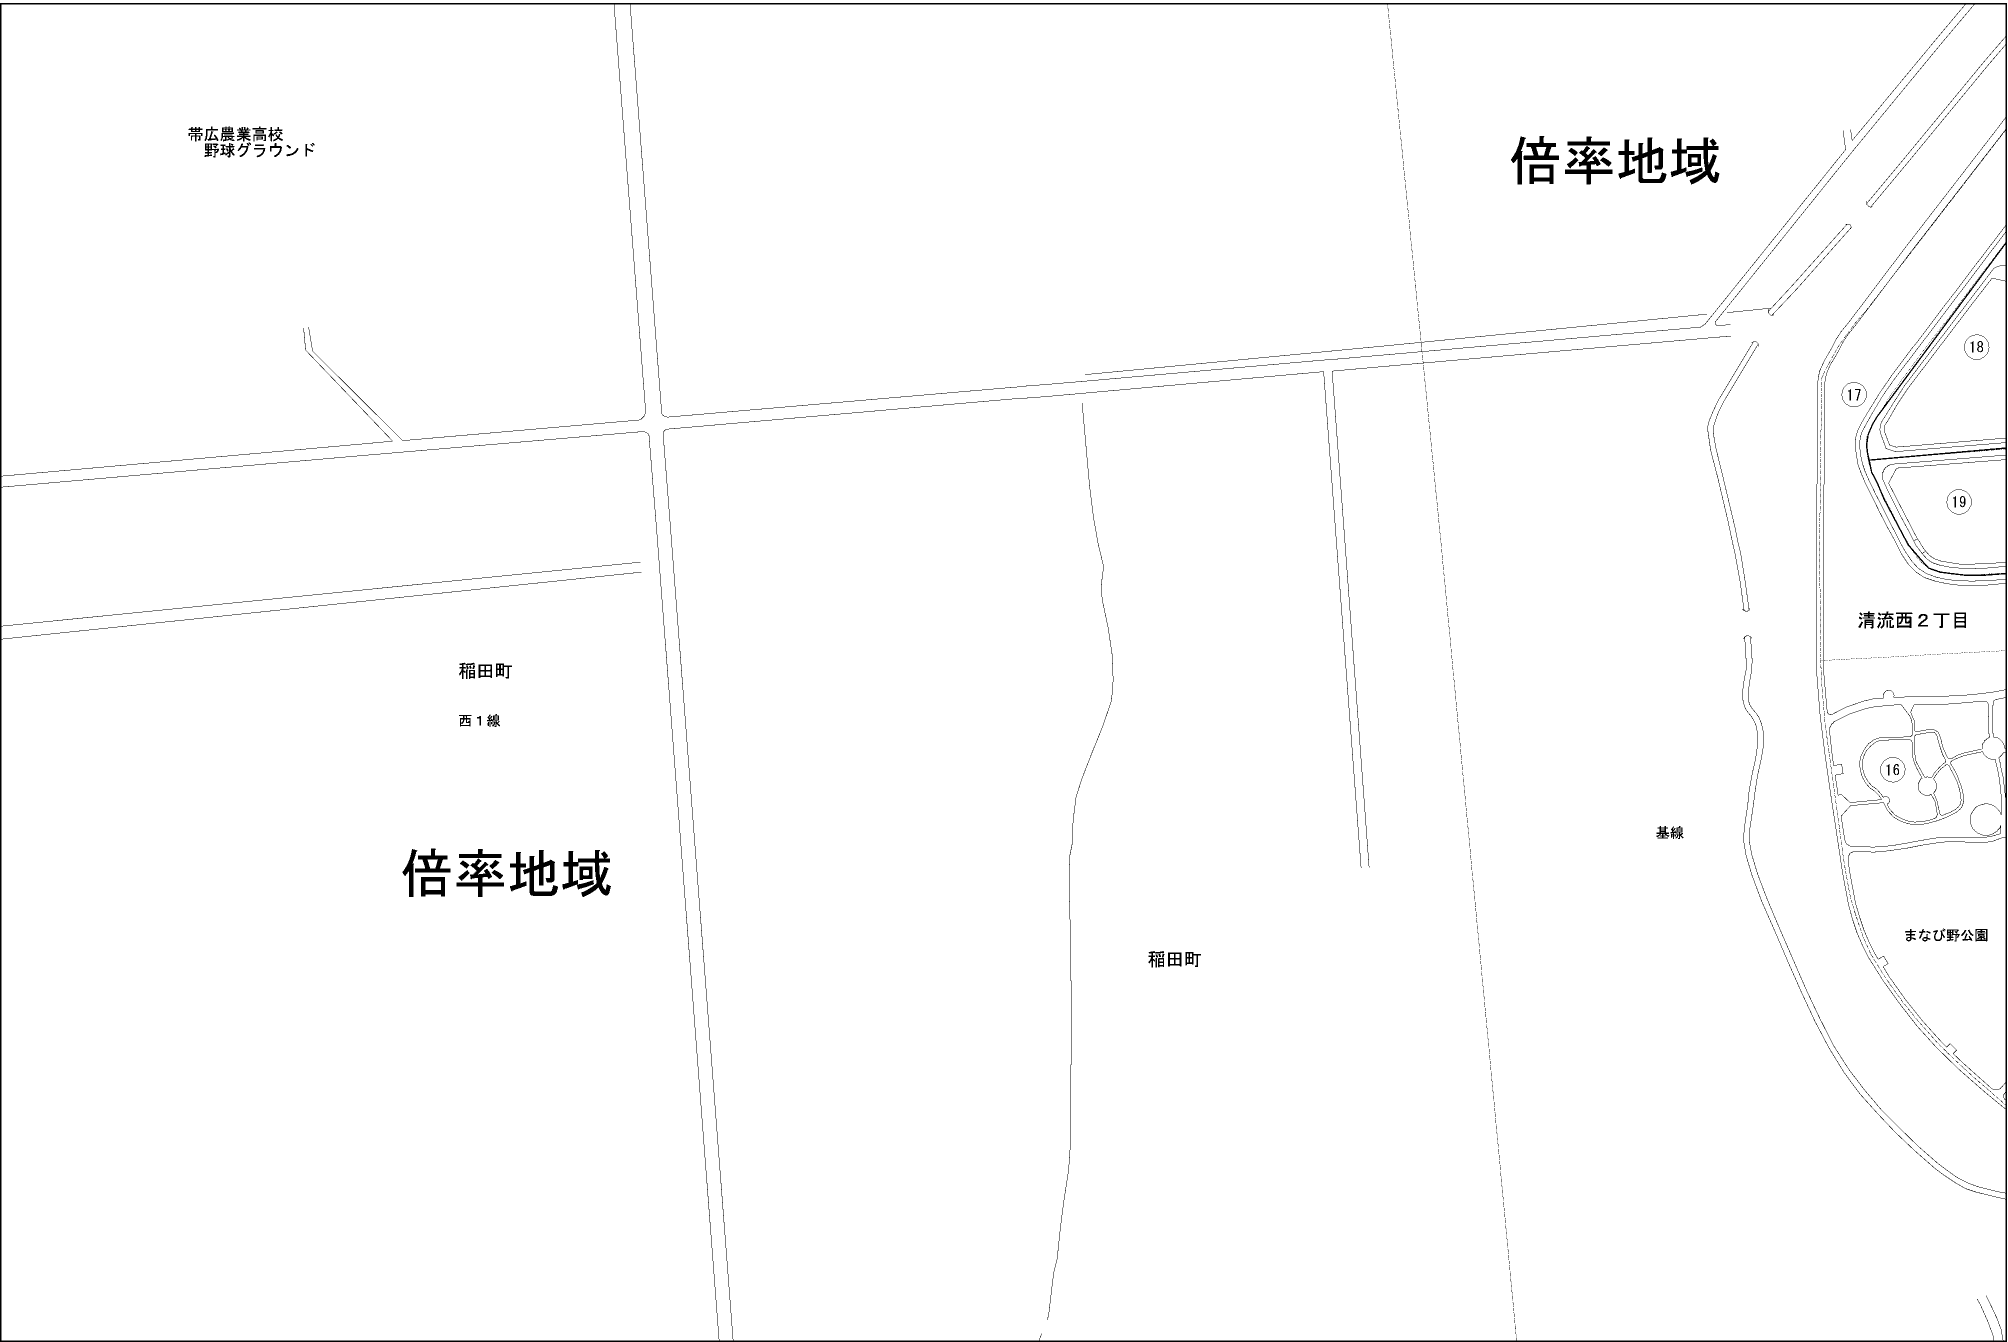 帯広農業高校
野球グラウンド
倍率地域
18
17
19
清流西２丁目
稲田町
西１線
16
基線
倍率地域
まなび野公園
稲田町